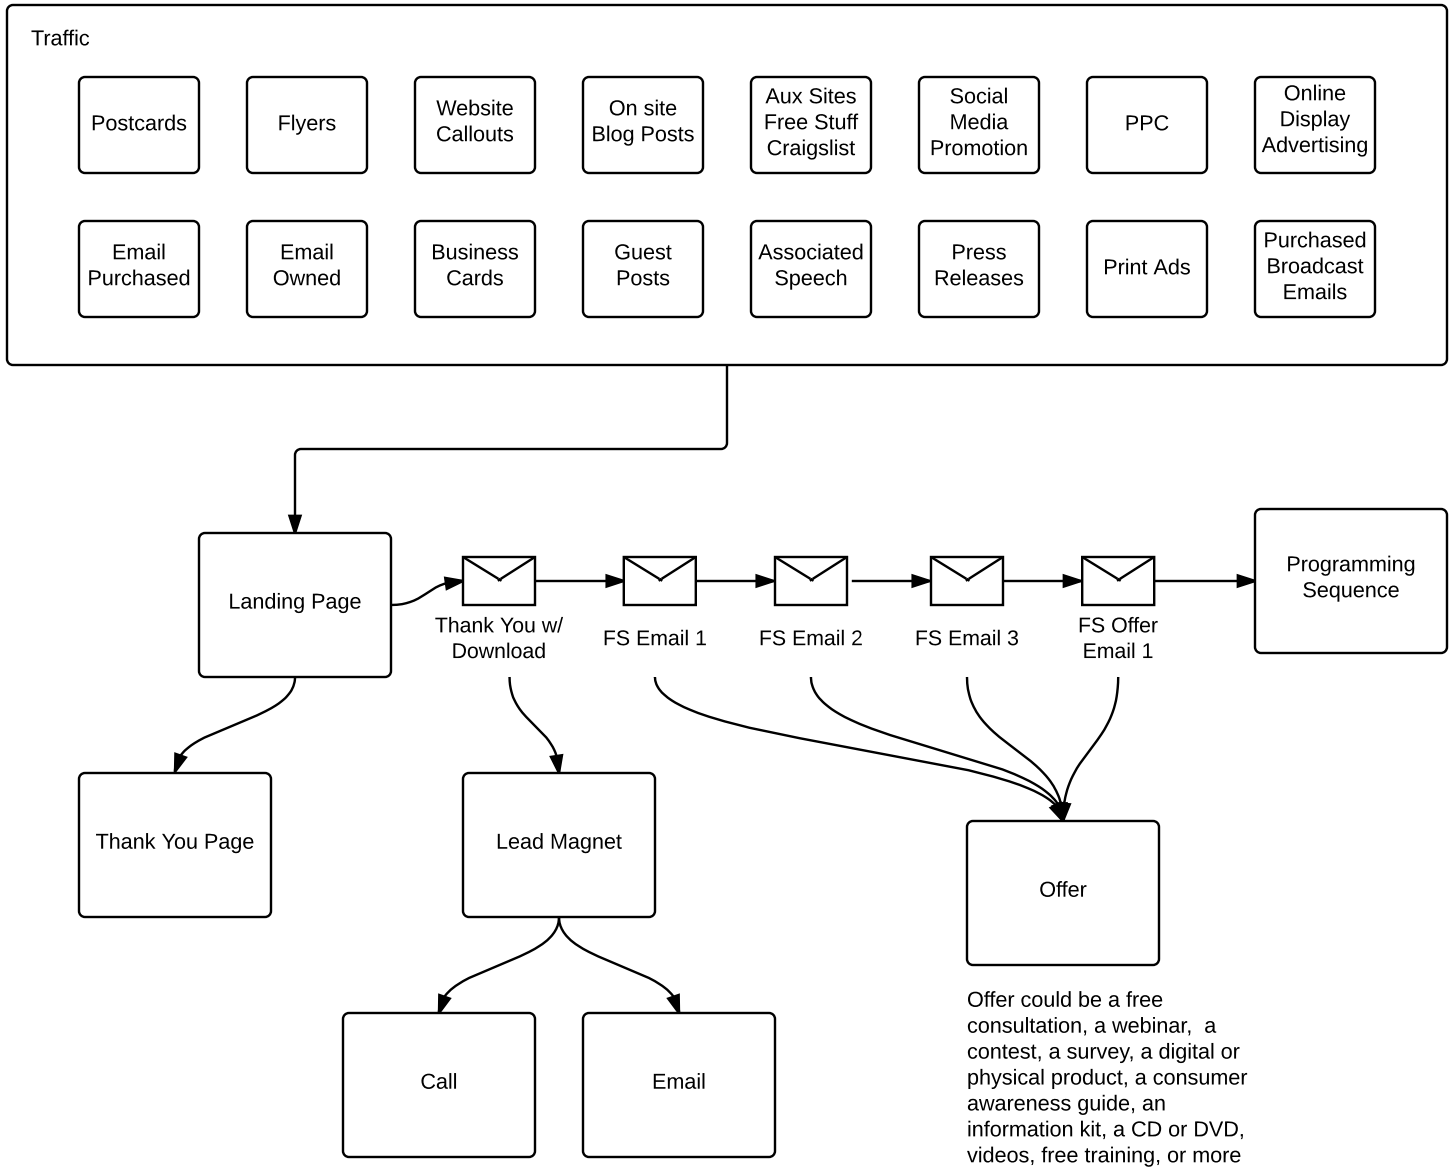 Traffic
Postcards
Flyers
Website
Callouts
On site
Blog Posts
Aux Sites
Free Stuff
Craigslist
Social
Media
Promotion
PPC
Online
Display
Advertising
Email
Purchased
Email
Owned
Business
Cards
Guest
Posts
Associated
Speech
Press
Releases
Print Ads
Purchased
Broadcast
Emails
Landing Page
Thank You w/
Download
FS Email 1
FS Email 2
FS Email 3
FS Offer
Email 1
Programming
Sequence
Thank You Page
Lead Magnet
Offer
Call
Email
Offer could be a free
consultation, a webinar,  a
contest, a survey, a digital or
physical product, a consumer
awareness guide, an
information kit, a CD or DVD,
videos, free training, or more